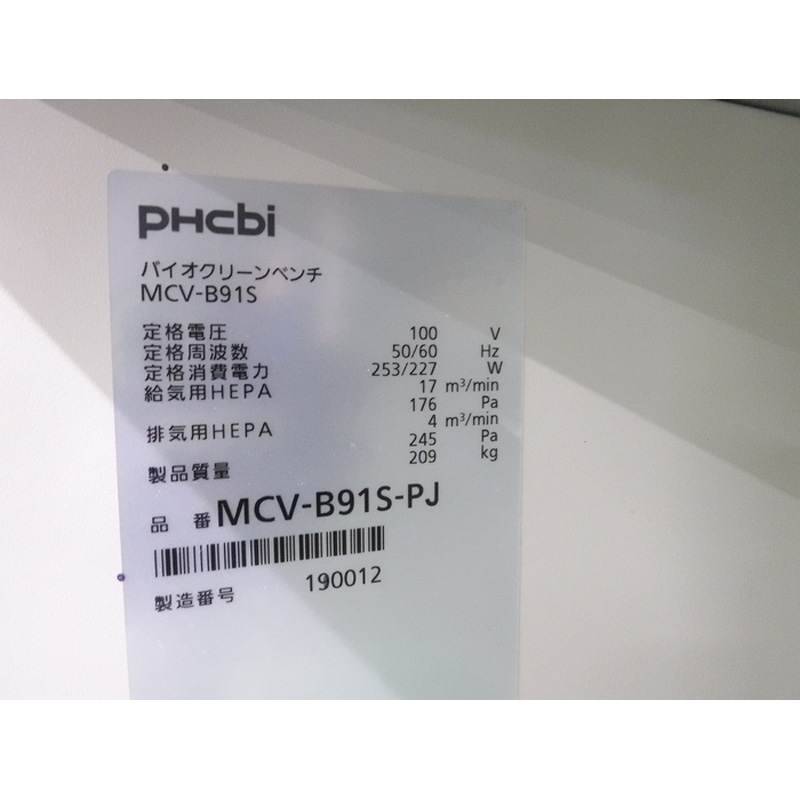 PHCbi
バイオクリーンベンチ
MCV-B91S
定格電圧 100 V
定格周波数 50/60 Hz
定格消費電力 253/227 W
給気用HEPA 17 m³/min
176 Pa
排気用HEPA 4 m³/min
245 Pa
製品質量 209 kg
品 番 MCV-B91S-PJ
製造番号 190012